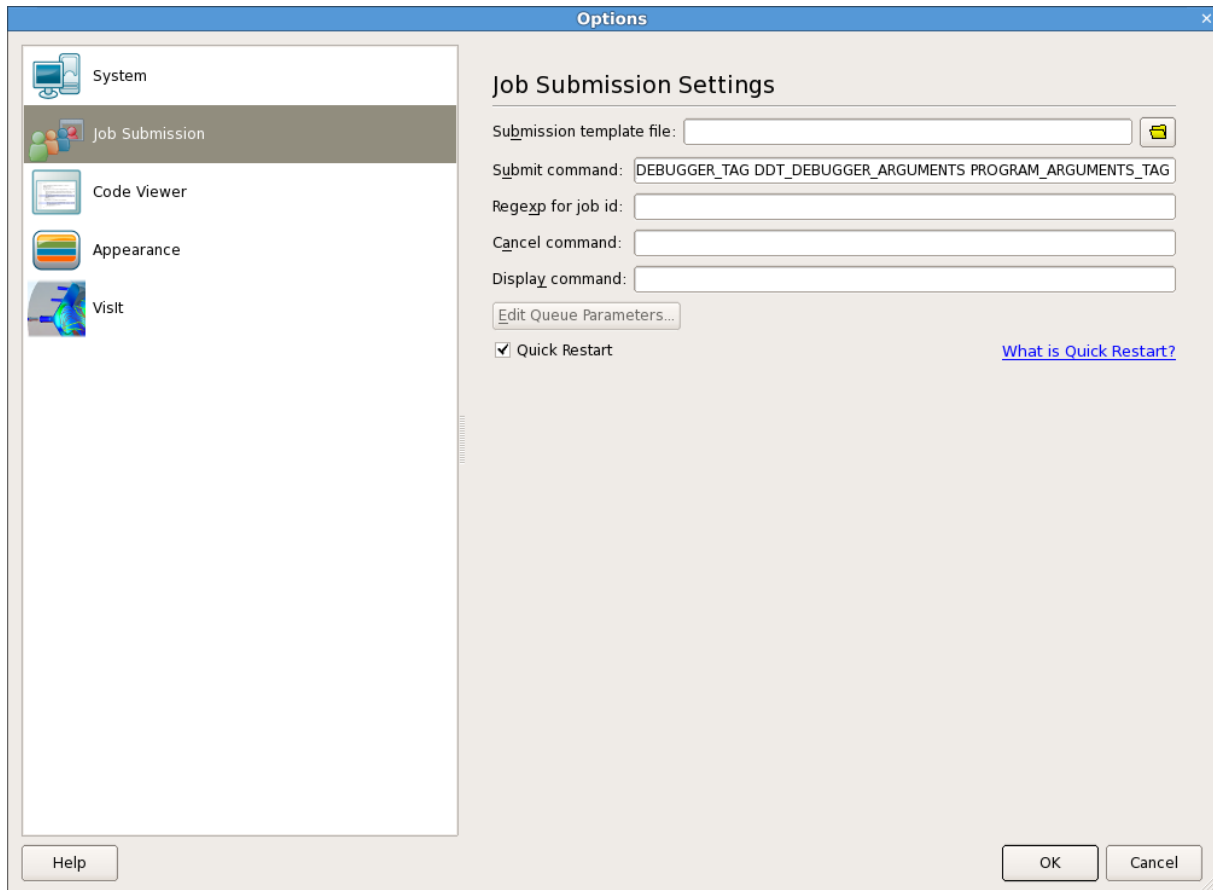 Options
System
Job Submission
Code Viewer
Appearance
VisIt
Job Submission Settings
Submission template file:
Submit command: DEBUGGER_TAG DDT_DEBUGGER_ARGUMENTS PROGRAM_ARGUMENTS_TAG
Regexp for job id:
Cancel command:
Display command:
Edit Queue Parameters...
Quick Restart What is Quick Restart?
Help OK Cancel